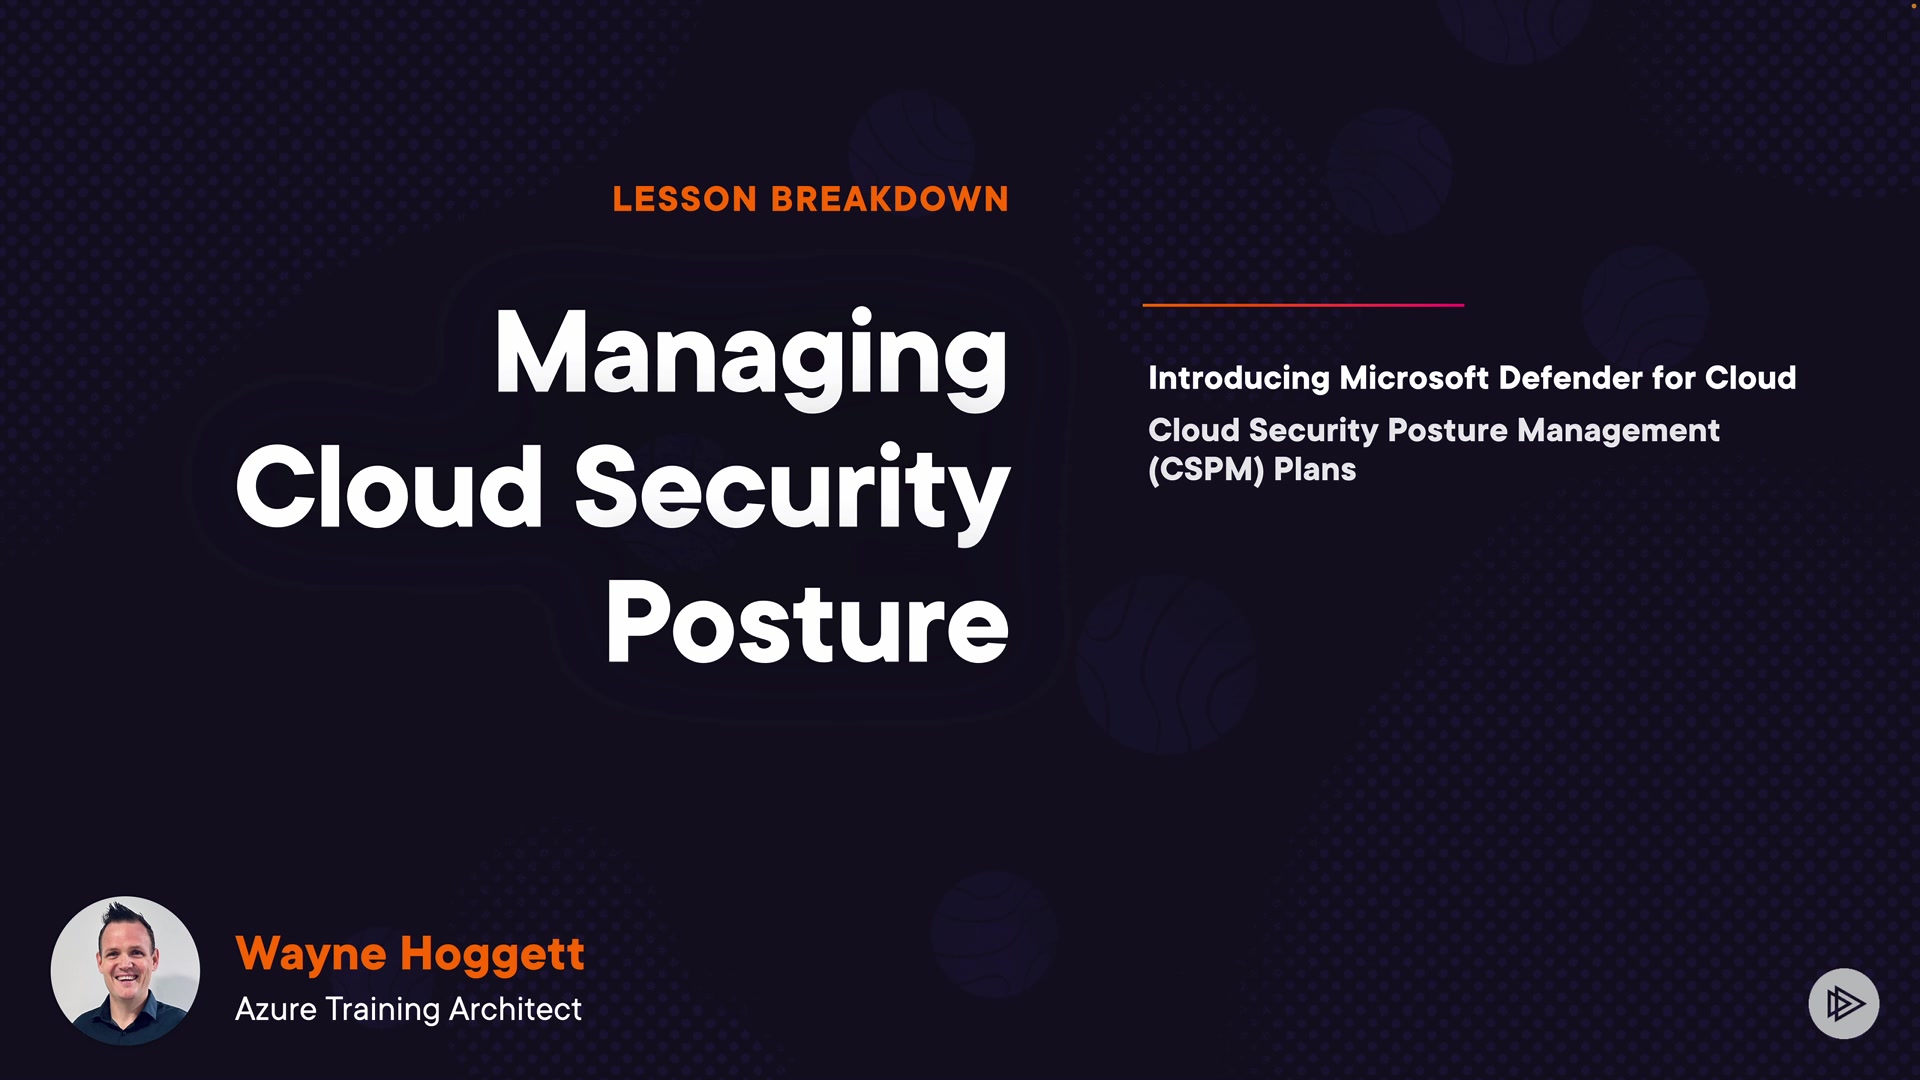 LESSON BREAKDOWN
Managing
Cloud Security
Posture
Introducing Microsoft Defender for Cloud
Cloud Security Posture Management
(CSPM) Plans
Wayne Hoggett
Azure Training Architect